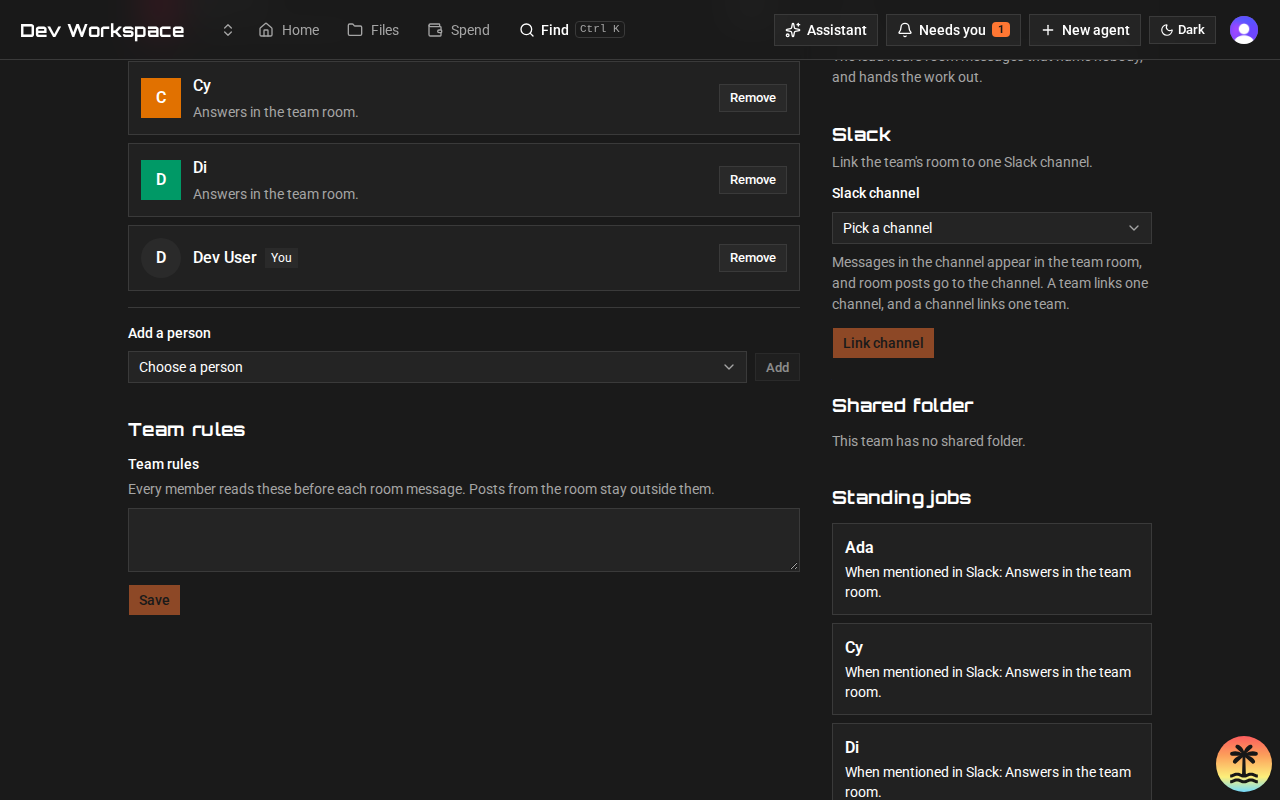 Dev Workspace
Home
Files
Spend
Find
Ctrl K
Assistant
Needs you 1
New agent
Dark
C
Cy
Answers in the team room.
Remove
D
Di
Answers in the team room.
Remove
D
Dev User You
Remove
Add a person
Choose a person
Add
Team rules
Team rules
Every member reads these before each room message. Posts from the room stay outside them.
Save
and hands the work out.
Slack
Link the team's room to one Slack channel.
Slack channel
Pick a channel
Messages in the channel appear in the team room,
and room posts go to the channel. A team links one
channel, and a channel links one team.
Link channel
Shared folder
This team has no shared folder.
Standing jobs
Ada
When mentioned in Slack: Answers in the team
room.
Cy
When mentioned in Slack: Answers in the team
room.
Di
When mentioned in Slack: Answers in the team
room.